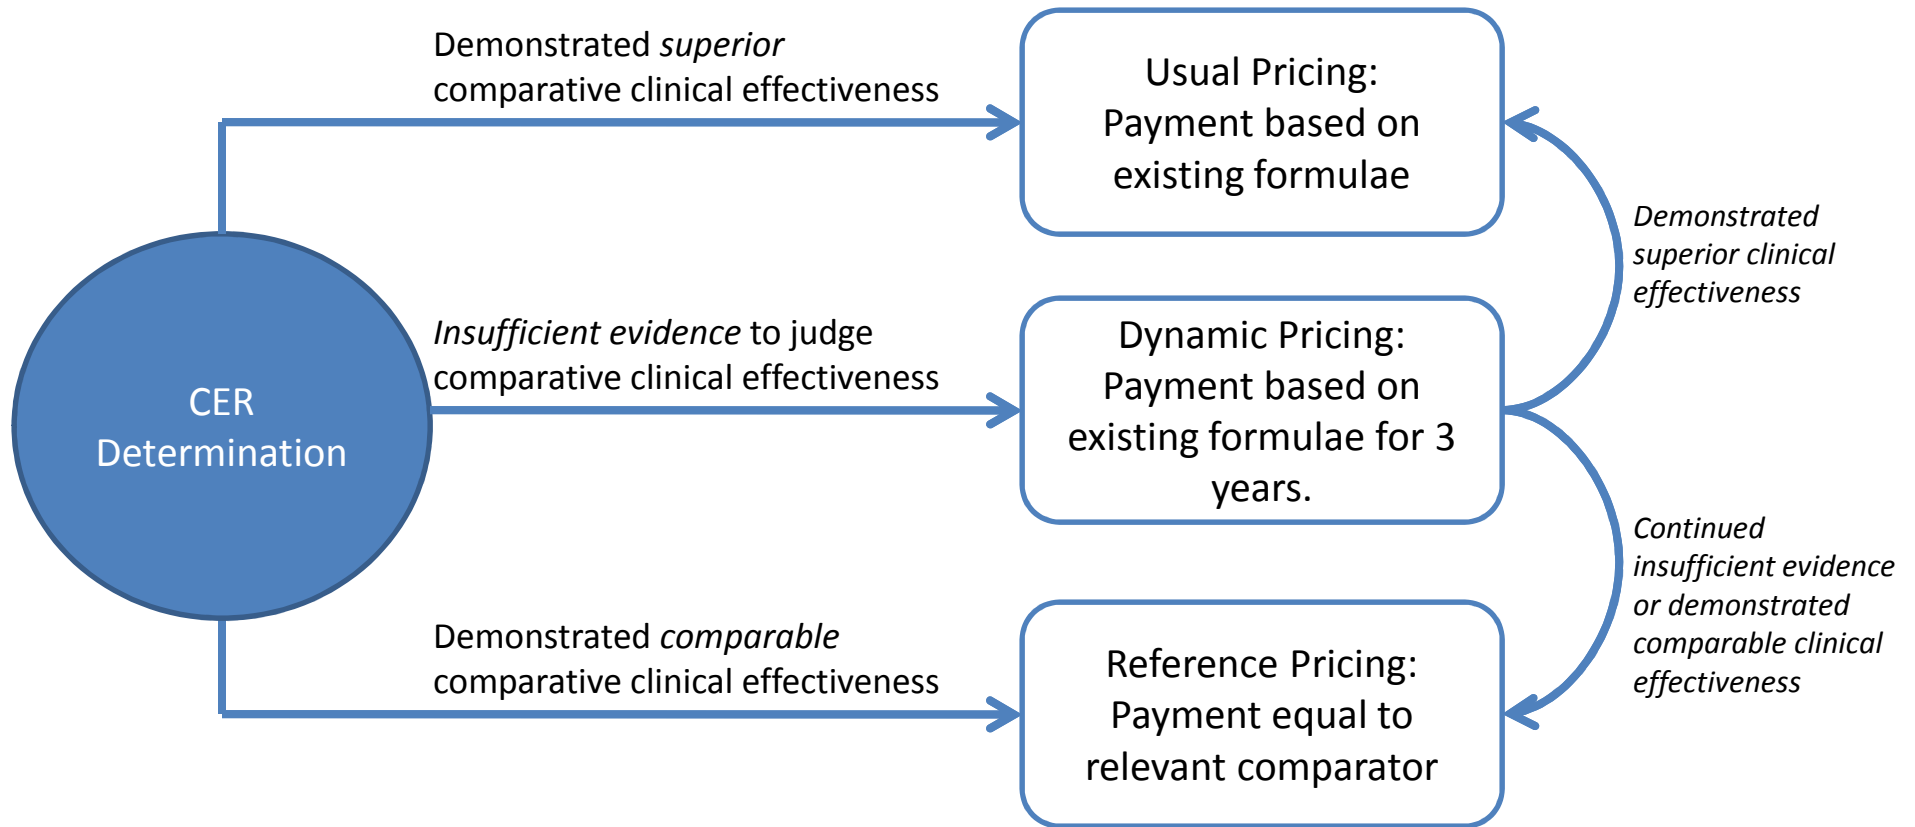 Demonstrated superior
comparative clinical effectiveness
Usual Pricing:
Payment based on
existing formulae
Demonstrated
superior clinical
effectiveness
CER
Determination
Insufficient evidence to judge
comparative clinical effectiveness
Dynamic Pricing:
Payment based on
existing formulae for 3
years.
Continued
insufficient evidence
or demonstrated
comparable clinical
effectiveness
Demonstrated comparable
comparative clinical effectiveness
Reference Pricing:
Payment equal to
relevant comparator